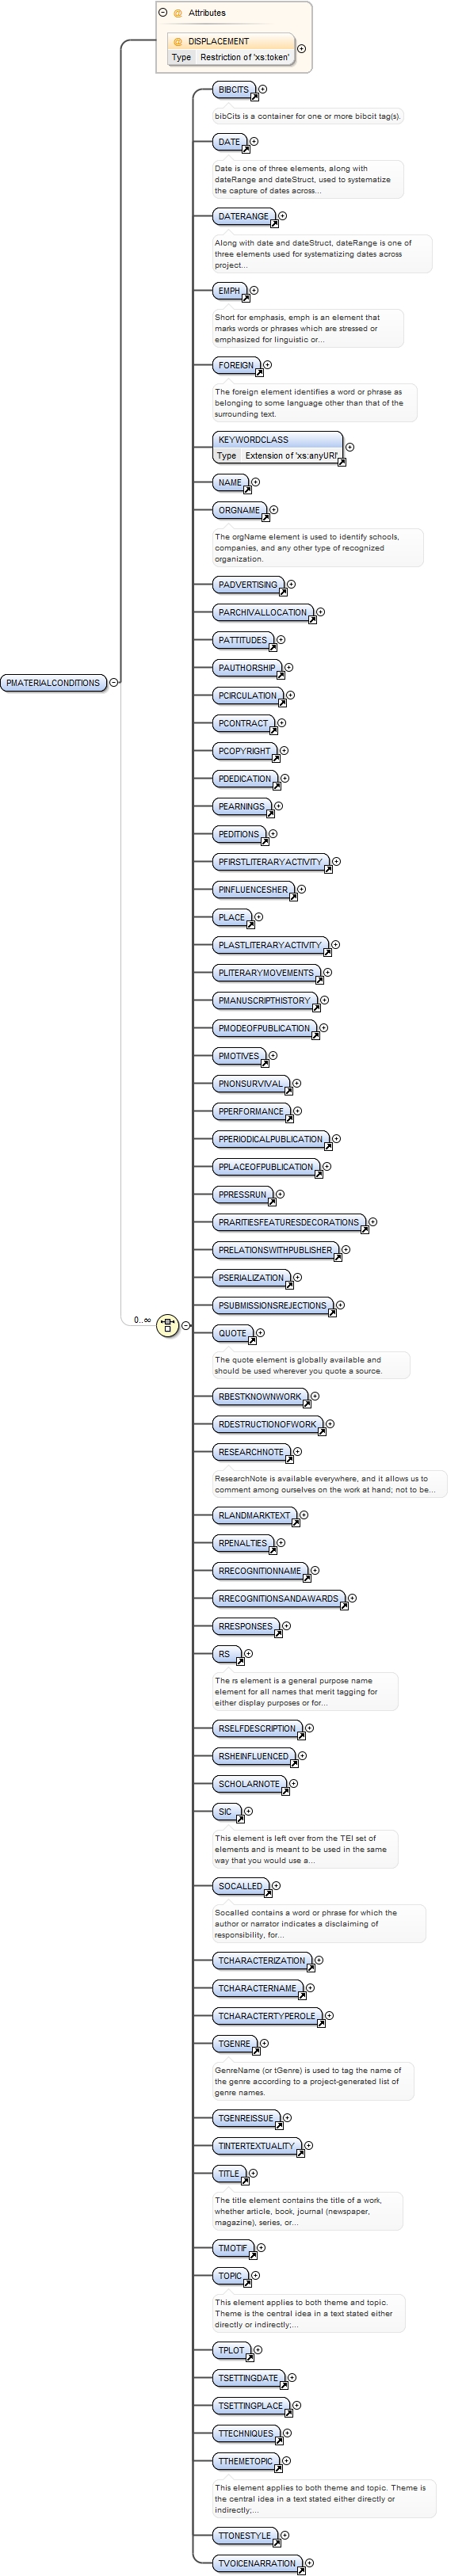 Attributes
DISPLACEMENT
Type Restriction of 'xs:token'
BIBCITS
bibCits is a container for one or more bibcit tag(s).
DATE
Date is one of three elements, along with
dateRange and dateStruct, used to systematize
the capture of dates across...
DATERANGE
Along with date and dateStruct, dateRange is one of
three elements used for systematizing dates across
project...
EMPH
Short for emphasis, emph is an element that
marks words or phrases which are stressed or
emphasized for linguistic or...
FOREIGN
The foreign element identifies a word or phrase as
belonging to some language other than that of the
surrounding text.
KEYWORDCLASS
Type Extension of 'xs:anyURI'
NAME
ORGNAME
The orgName element is used to identify schools,
companies, and any other type of recognized
organization.
PADVERTISING
PARCHIVALLOCATION
PATTITUDES
PAUTHORSHIP
PMATERIALCONDITIONS
PCIRCULATION
PCONTRACT
PCOPYRIGHT
PDEDICATION
PEARNINGS
PEDITIONS
PFIRSTLITERARYACTIVITY
PINFLUENCESHER
PLACE
PLASTLITERARYACTIVITY
PLITERARYMOVEMENTS
PMANUSCRIPTHISTORY
PMODEOFPUBLICATION
PMOTIVES
PNONSURVIVAL
PPERFORMANCE
PPERIODICALPUBLICATION
PPLACEOFPUBLICATION
PPRESSRUN
PRARITIESFEATURESDECORATIONS
PRELATIONSWITHPUBLISHER
PSERIALIZATION
PSUBMISSIONSREJECTIONS
0..∞
QUOTE
The quote element is globally available and
should be used wherever you quote a source.
RBESTKNOWNWORK
RDESTRUCTIONOFWORK
RESEARCHNOTE
ResearchNote is available everywhere, and it allows us to
comment among ourselves on the work at hand; not to be...
RLANDMARKTEXT
RPENALTIES
RRECOGNITIONNAME
RRECOGNITIONSANDAWARDS
RRESPONSES
RS
The rs element is a general purpose name
element for all names that merit tagging for
either display purposes or for...
RSELFDESCRIPTION
RSHEINFLUENCED
SCHOLARNOTE
SIC
This element is left over from the TEI set of
elements and is meant to be used in the same
way that you would use a...
SOCALLED
Socalled contains a word or phrase for which the
author or narrator indicates a disclaiming of
responsibility, for...
TCHARACTERIZATION
TCHARACTERNAME
TCHARACTERTYPEROLE
TGENRE
GenreName (or tGenre) is used to tag the name of
the genre according to a project-generated list of
genre names.
TGENREISSUE
TINTERTEXTUALITY
TITLE
The title element contains the title of a work,
whether article, book, journal (newspaper,
magazine), series, or...
TMOTIF
TOPIC
This element applies to both theme and topic.
Theme is the central idea in a text stated either
directly or indirectly;...
TPLOT
TSETTINGDATE
TSETTINGPLACE
TTECHNIQUES
TTHEMETOPIC
This element applies to both theme and topic. Theme is
the central idea in a text stated either directly or
indirectly;...
TTONESTYLE
TVOICENARRATION